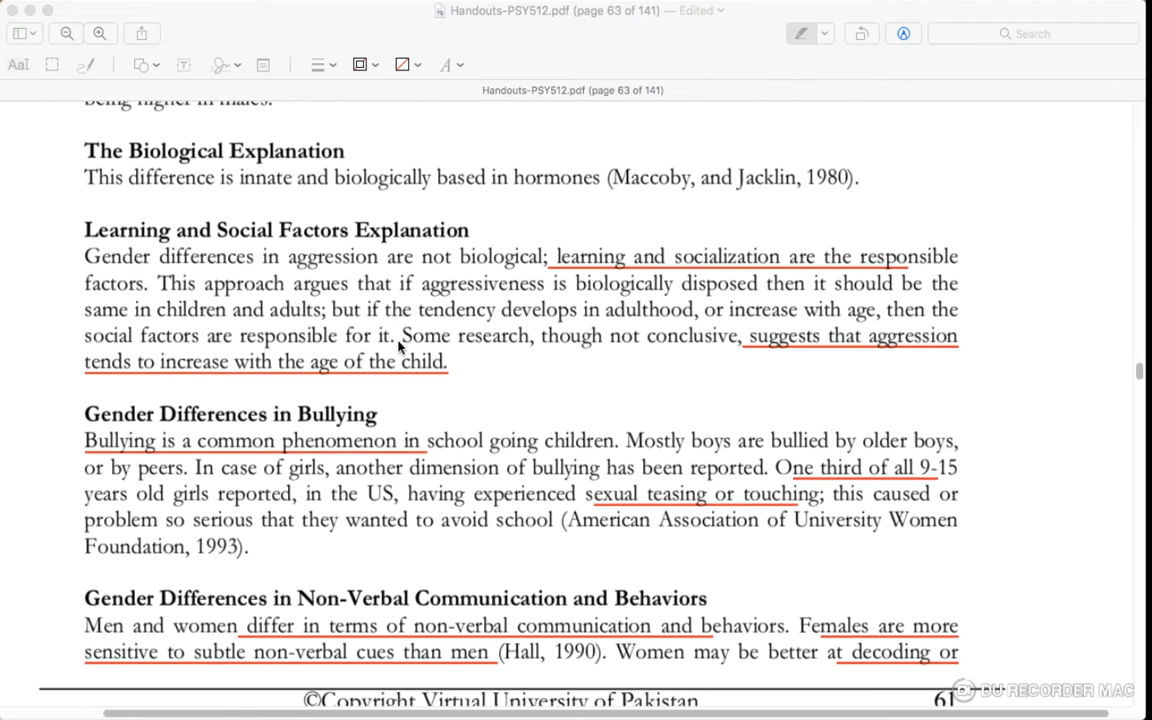 Handouts-PSY512.pdf (page 63 of 141) — Edited
Search
AaI
T
A
Handouts-PSY512.pdf (page 63 of 141)
being higher in males.
The Biological Explanation
This difference is innate and biologically based in hormones (Maccoby, and Jacklin, 1980).
Learning and Social Factors Explanation
Gender differences in aggression are not biological; learning and socialization are the responsible
factors. This approach argues that if aggressiveness is biologically disposed then it should be the
same in children and adults; but if the tendency develops in adulthood, or increase with age, then the
social factors are responsible for it. Some research, though not conclusive, suggests that aggression
tends to increase with the age of the child.
Gender Differences in Bullying
Bullying is a common phenomenon in school going children. Mostly boys are bullied by older boys,
or by peers. In case of girls, another dimension of bullying has been reported. One third of all 9-15
years old girls reported, in the US, having experienced sexual teasing or touching; this caused or
problem so serious that they wanted to avoid school (American Association of University Women
Foundation, 1993).
Gender Differences in Non-Verbal Communication and Behaviors
Men and women differ in terms of non-verbal communication and behaviors. Females are more
sensitive to subtle non-verbal cues than men (Hall, 1990). Women may be better at decoding or
©Copyright Virtual University of Pakistan 61
DU RECORDER MAC